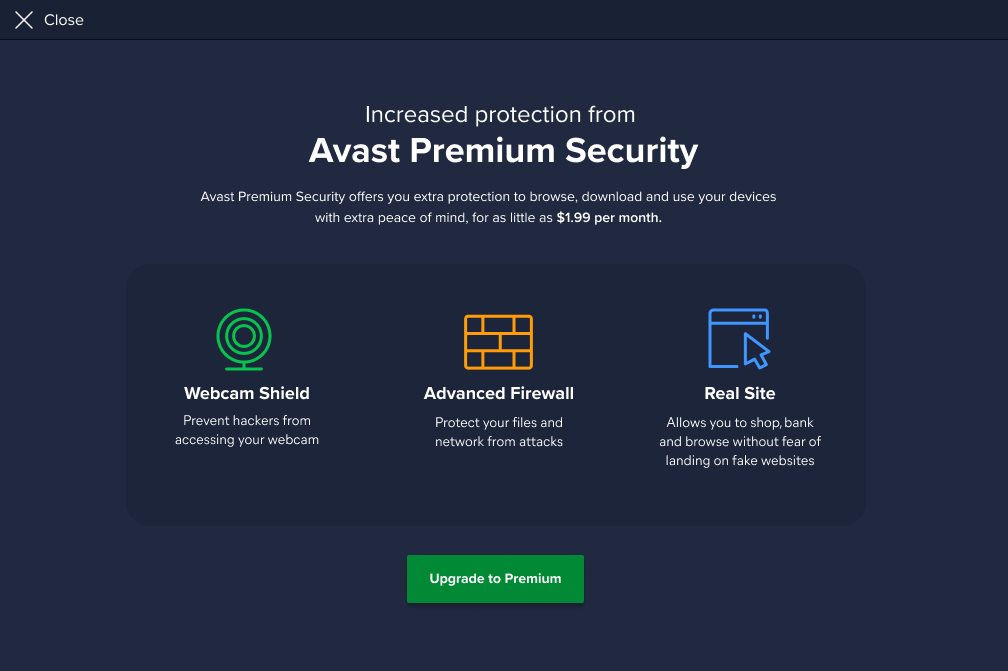 Close
Increased protection from
Avast Premium Security
Avast Premium Security offers you extra protection to browse, download and use your devices
with extra peace of mind, for as little as $1.99 per month.
Webcam Shield
Prevent hackers from
accessing your webcam
Advanced Firewall
Protect your files and
network from attacks
Real Site
Allows you to shop, bank
and browse without fear of
landing on fake websites
Upgrade to Premium